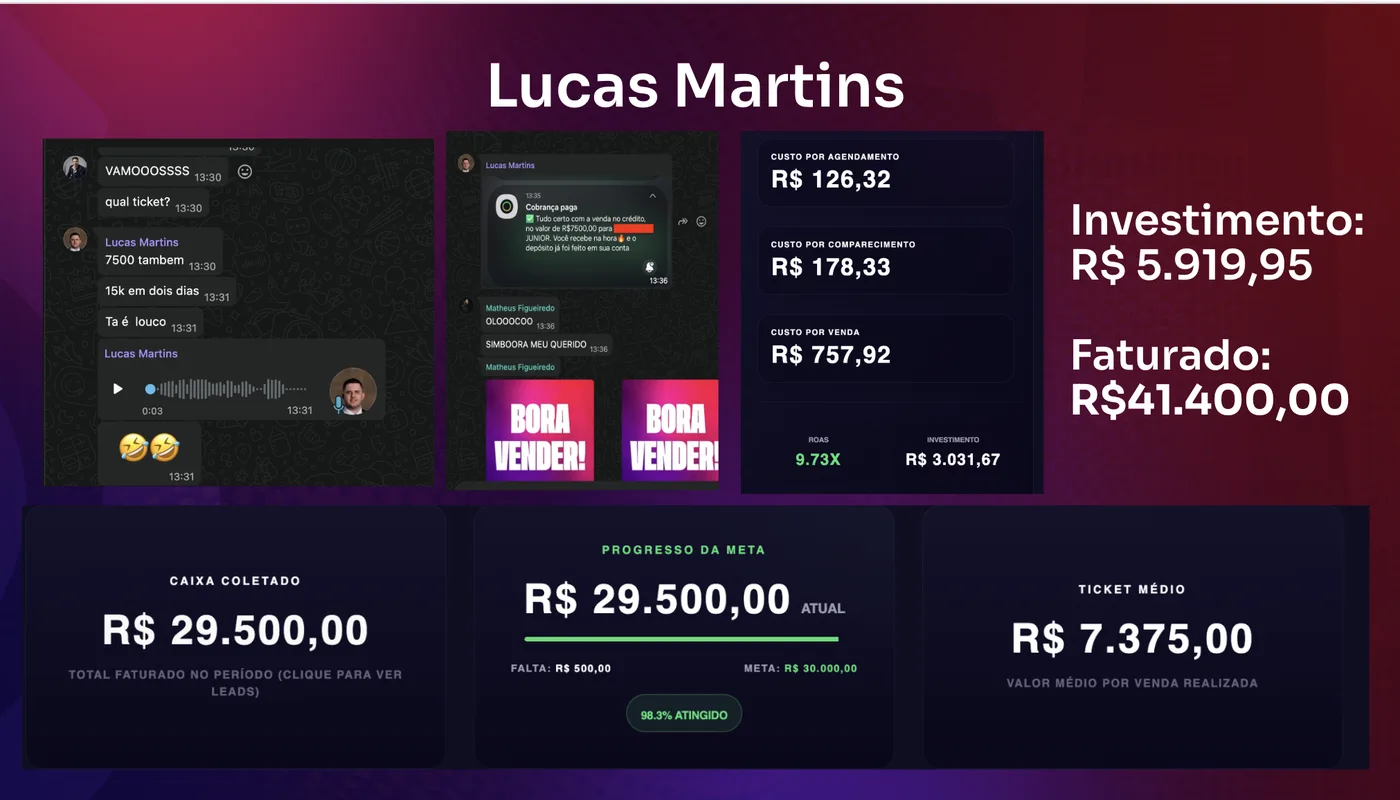 Lucas Martins
13:30
VAMOOOSSSS 13:30
qual ticket? 13:30
Lucas Martins
7500 tambem 13:30
15k em dois dias 13:31
Ta é louco 13:31
Lucas Martins
0:03 13:31
13:31
Lucas Martins
13:35
Cobrança paga
✅ Tudo certo com a venda no crédito,
no valor de R$7500,00 para
JUNIOR. Você recebe na hora🔥 e o
depósito já foi feito em sua conta
13:36
Matheus Figueiredo
OLOOOCOO 13:36
SIMBOORA MEU QUERIDO 13:36
Matheus Figueiredo
BORA
VENDER!
BORA
VENDER!
CUSTO POR AGENDAMENTO
R$ 126,32
CUSTO POR COMPARECIMENTO
R$ 178,33
CUSTO POR VENDA
R$ 757,92
ROAS
9.73X
INVESTIMENTO
R$ 3.031,67
Investimento:
R$ 5.919,95
Faturado:
R$41.400,00
CAIXA COLETADO
R$ 29.500,00
TOTAL FATURADO NO PERÍODO (CLIQUE PARA VER
LEADS)
PROGRESSO DA META
R$ 29.500,00 ATUAL
FALTA: R$ 500,00
META: R$ 30.000,00
98.3% ATINGIDO
TICKET MÉDIO
R$ 7.375,00
VALOR MÉDIO POR VENDA REALIZADA